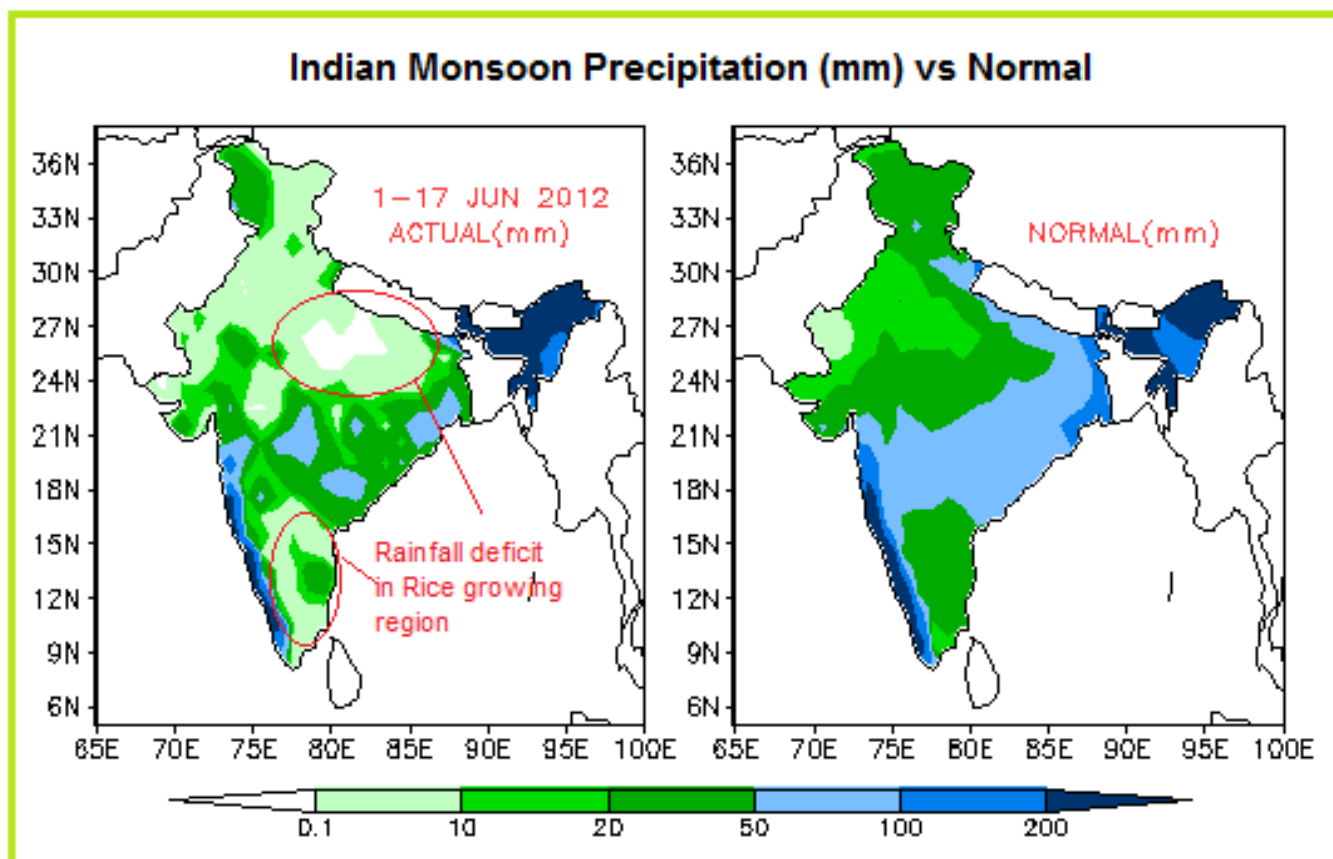 Indian Monsoon Precipitation (mm) vs Normal
36N
33N
30N
27N
24N
21N
18N
15N
12N
9N
6N
65E 70E 75E 80E 85E 90E 95E 100E
1-17 JUN 2012
ACTUAL(mm)
Rainfall deficit
in Rice growing
region
36N
33N
30N
27N
24N
21N
18N
15N
12N
9N
6N
65E 70E 75E 80E 85E 90E 95E 100E
NORMAL(mm)
0.1 10 20 50 100 200